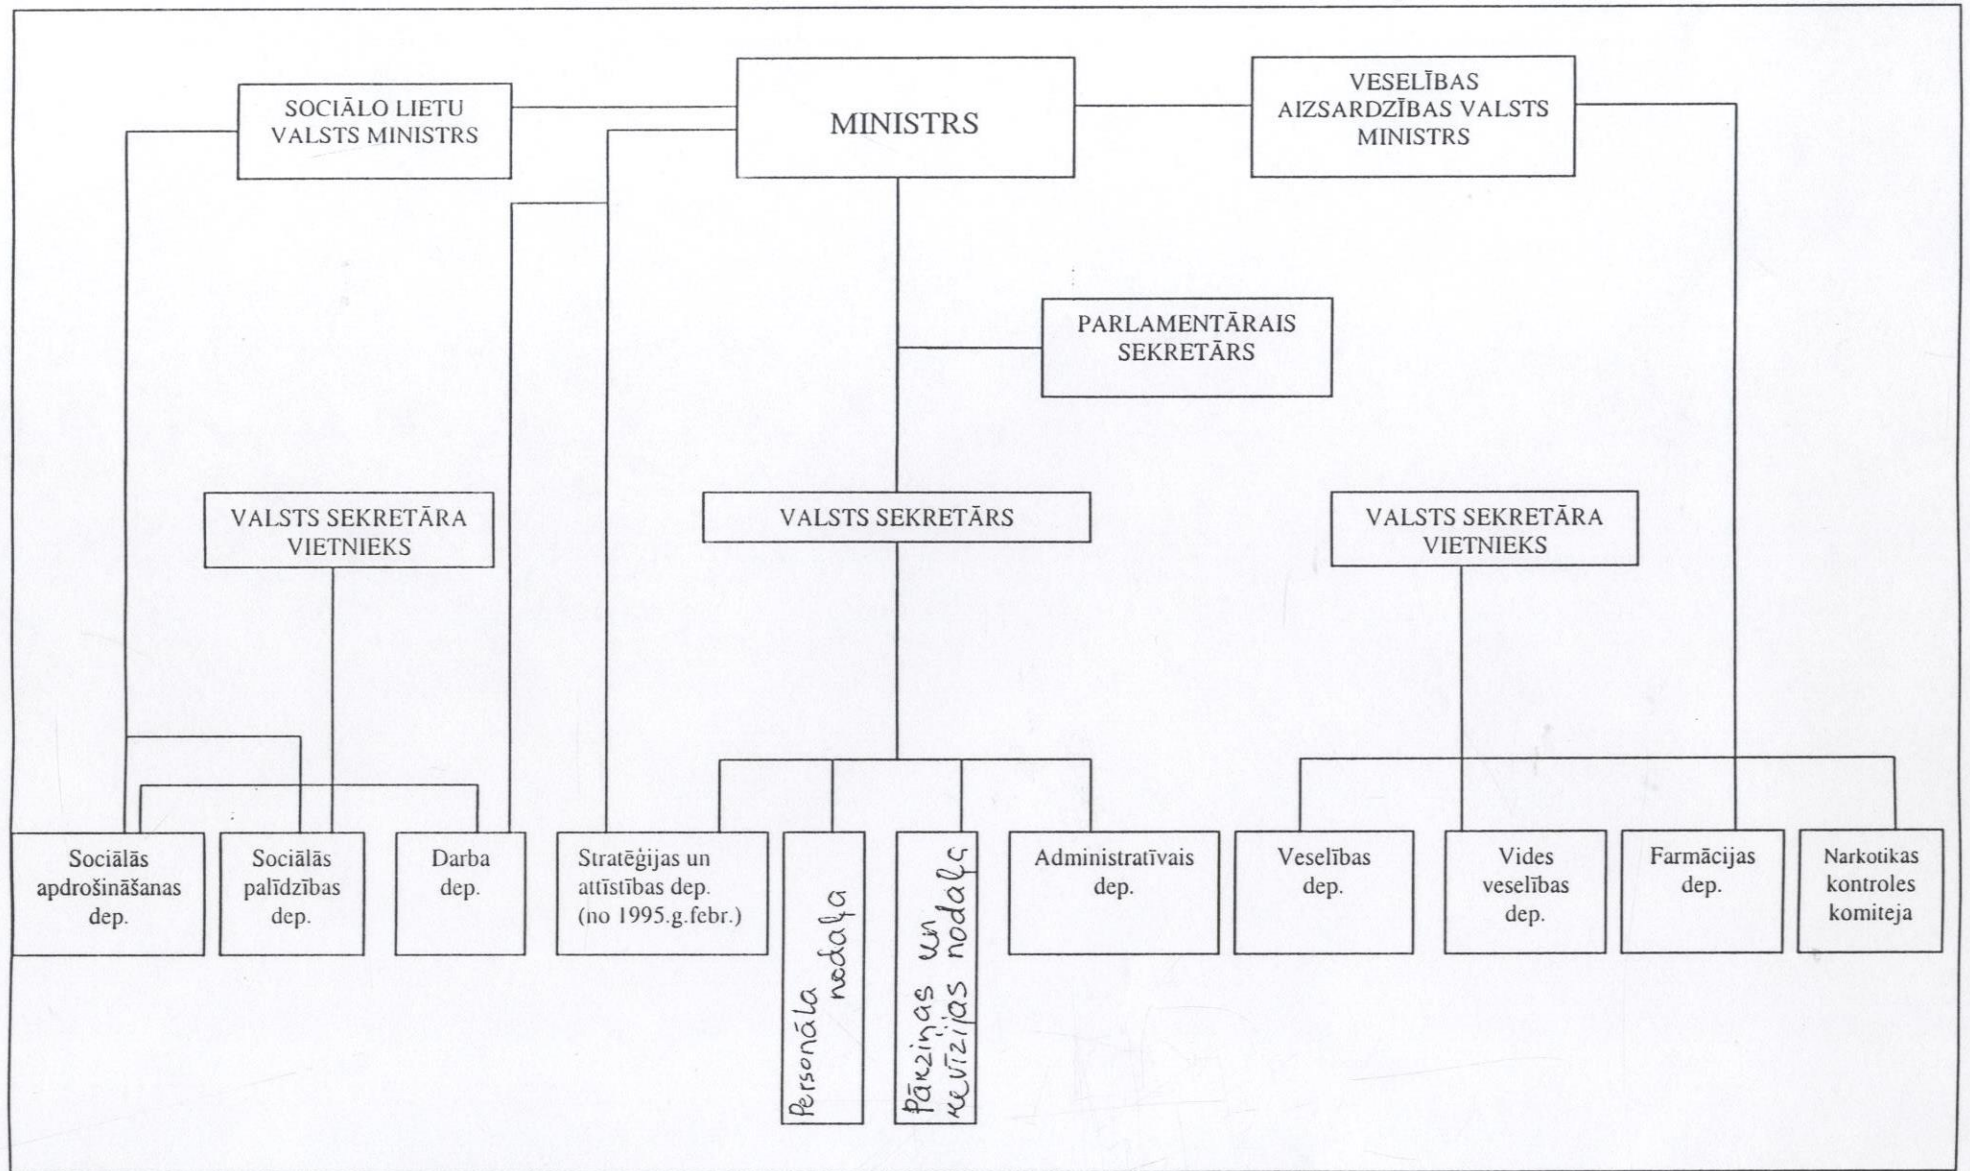 SOCIĀLO LIETU
VALSTS MINISTRS
MINISTRS
VESELĪBAS
AIZSARDZĪBAS VALSTS
MINISTRS
PARLAMENTĀRAIS
SEKRETĀRS
VALSTS SEKRETĀRA
VIETNIEKS
VALSTS SEKRETĀRS
VALSTS SEKRETĀRA
VIETNIEKS
Sociālās
apdrošināšanas
dep.
Sociālās
palīdzības
dep.
Darba
dep.
Stratēģijas un
attīstības dep.
(no 1995.g.febr.)
Personāla
nodaļa
Pārziņas un
revīzijas nodaļa
Administratīvais
dep.
Veselības
dep.
Vides
veselības
dep.
Farmācijas
dep.
Narkotikas
kontroles
komiteja